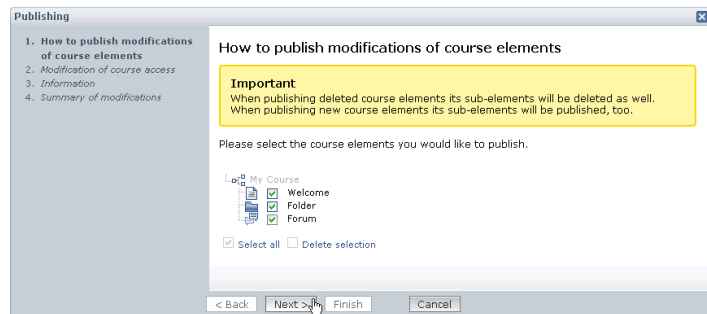 Publishing
1. How to publish modifications
of course elements
2. Modification of course access
3. Information
4. Summary of modifications
How to publish modifications of course elements
Important
When publishing deleted course elements its sub-elements will be deleted as well.
When publishing new course elements its sub-elements will be published, too.
Please select the course elements you would like to publish.
My Course
Welcome
Folder
Forum
Select all Delete selection
< Back Next > Finish Cancel